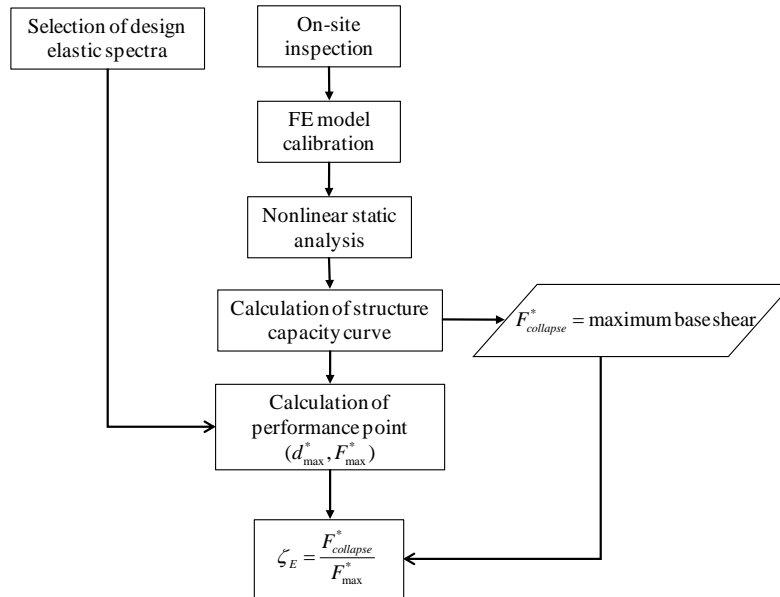 Selection of design
elastic spectra
On-site
inspection
FE model
calibration
Nonlinear static
analysis
Calculation of structure
capacity curve
F*collapse = maximum base shear
Calculation of
performance point
(d*max, F*max)
ζE = F*collapse / F*max